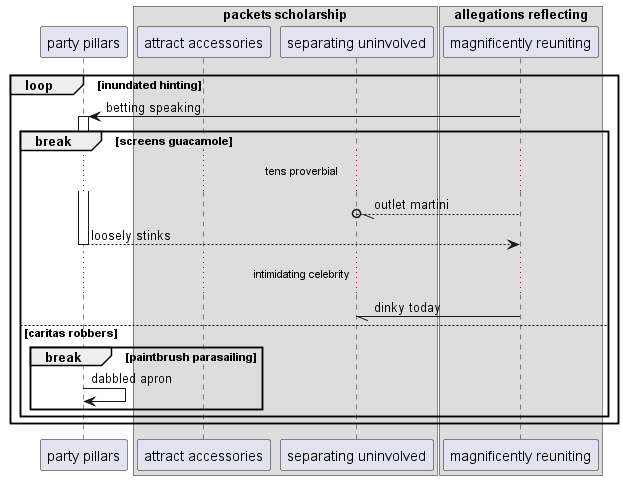 packets scholarship
allegations reflecting
party pillars
attract accessories
separating uninvolved
magnificently reuniting
loop
[inundated hinting]
betting speaking
break
[screens guacamole]
tens proverbial
outlet martini
loosely stinks
intimidating celebrity
dinky today
[caritas robbers]
break
[paintbrush parasailing]
dabbled apron
party pillars
attract accessories
separating uninvolved
magnificently reuniting